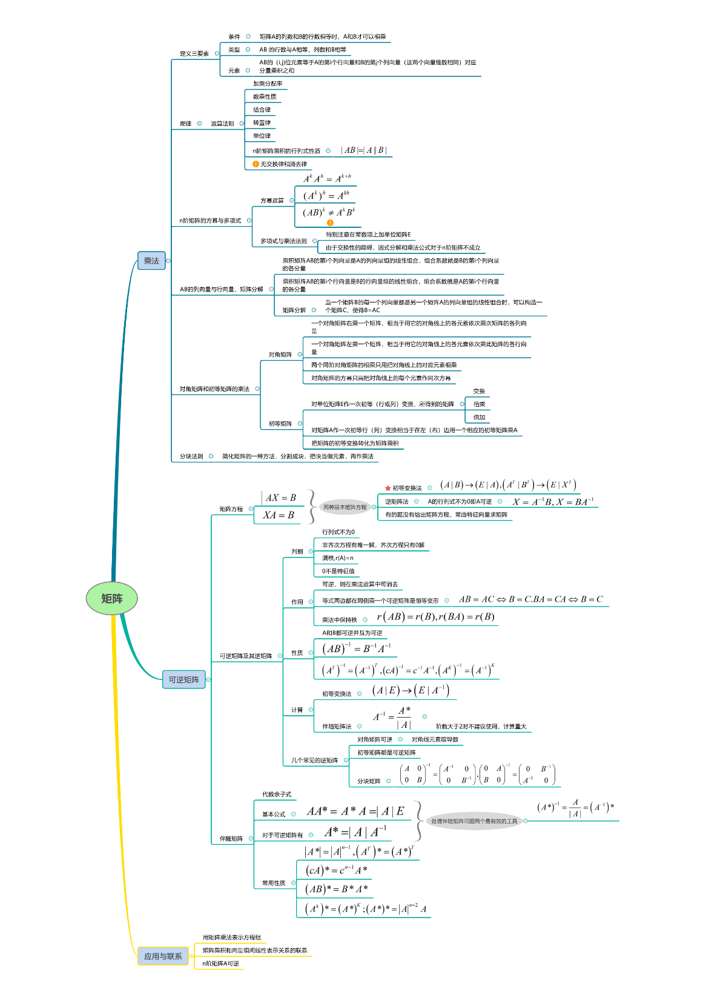 条件 矩阵A的列数和B的行数相等时，A和B才可以相乘
定义三要素 类型 AB 的行数与A相等，列数和B相等
元素 AB的（i,j)位元素等于A的第i个行向量和B的第j个列向量（这两个向量维数相同）对应
分量乘积之和
加乘分配率
数乘性质
结合律
规律 运算法则 转置律
单位律
n阶矩阵乘积的行列式性质 | AB |=| A || B |
无交换律和消去律
A^k A^h = A^{k+h}
方幂运算 (A^k)^h = A^{kh}
(AB)^k ≠ A^k B^k
n阶矩阵的方幂与多项式
多项式与乘法法则 特别注意在常数项上加单位矩阵E
由于交换性的障碍，因式分解和乘法公式对于n阶矩阵不成立
乘法
乘积矩阵AB的第i个列向量是A的列向量组的线性组合，组合系数就是B的第i个列向量
的各分量
AB的列向量与行向量，矩阵分解 乘积矩阵AB的第i个行向量是B的行向量组的线性组合，组合系数就是A的第i个行向量
的各分量
矩阵分解 当一个矩阵B的每一个列向量都是另一个矩阵A的列向量组的线性组合时，可以构造一
个矩阵C，使得B=AC
一个对角矩阵右乘一个矩阵，相当于用它的对角线上的各元素依次乘次矩阵的各列向
量
对角矩阵 一个对角矩阵左乘一个矩阵，相当于用它的对角线上的各元素依次乘此矩阵的各行向
量
两个同阶对角矩阵的相乘只用把对角线上的对应元素相乘
对角矩阵的方幂只需把对角线上的每个元素作同次方幂
对角矩阵和初等矩阵的乘法
交换
对单位矩阵E作一次初等（行或列）变换，所得到的矩阵 倍乘
倍加
初等矩阵
对矩阵A作一次初等行（列）变换相当于在左（右）边用一个相应的初等矩阵乘A
把矩阵的初等变换转化为矩阵乘积
分块法则 简化矩阵的一种方法，分割成块，把快当做元素，再作乘法
矩阵方程 | AX = B
XA = B
两种基本矩阵方程
初等变换法 (A | B) → (E | A),(A^T | B^T) → (E | X^T)
逆矩阵法 A的行列式不为0即A可逆 X = A^{-1}B, X = BA^{-1}
有的题没有给出矩阵方程，常由特征向量求矩阵
行列式不为0
判别 非齐次方程有唯一解，齐次方程只有0解
满秩,r(A)=n
0不是特征值
矩阵
可逆，则在乘法运算中可消去
作用 等式两边都在同侧乘一个可逆矩阵是恒等变形 AB = AC ⇔ B = C.BA = CA ⇔ B = C
乘法中保持秩 r(AB) = r(B), r(BA) = r(B)
A和B都可逆并互为可逆
性质 (AB)^{-1} = B^{-1}A^{-1}
可逆矩阵及其逆矩阵
(A^T)^{-1} = (A^{-1})^T ,(cA)^{-1} = c^{-1}A^{-1},(A^K)^{-1} = (A^{-1})^K
可逆矩阵
初等变换法 (A | E) → (E | A^{-1})
计算
伴随矩阵法 A^{-1} = A* / | A | 阶数大于2时不建议使用，计算量大
对角矩阵可逆 对角线元素取导数
几个常见的逆矩阵 初等矩阵都是可逆矩阵
分块矩阵 (A 0; 0 B)^{-1} = (A^{-1} 0; 0 B^{-1}),(0 A; B 0)^{-1} = (0 B^{-1}; A^{-1} 0)
代数余子式
基本公式 AA* = A* A =| A | E
对于可逆矩阵有 A* =| A | A^{-1}
处理伴随矩阵问题两个最有效的工具 (A*)^{-1} = A / | A | = (A^{-1})*
伴随矩阵
|A*| = |A|^{n-1} ,(A^T)* = (A*)^T
(cA)* = c^{n-1}A*
常用性质
(AB)* = B* A*
(A^k)* = (A*)^K ;(A*)* = |A|^{n-2} A
用矩阵乘法表示方程组
应用与联系 矩阵乘积和向量组间线性表示关系的联系
n阶矩阵A可逆